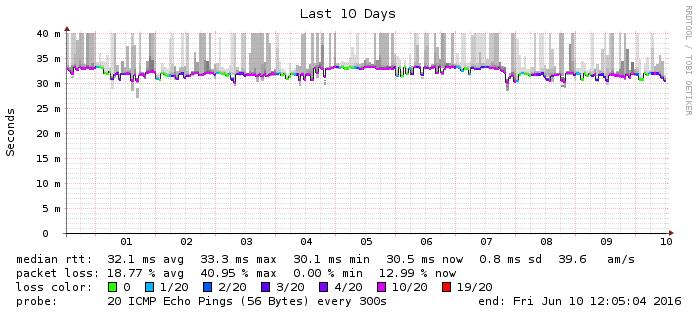 Last 10 Days
RRDTOOL / TOBI OETIKER
Seconds
40 m
35 m
30 m
25 m
20 m
15 m
10 m
5 m
0
01 02 03 04 05 06 07 08 09 10
median rtt: 32.1 ms avg 33.3 ms max 30.1 ms min 30.5 ms now 0.8 ms sd 39.6 am/s
packet loss: 18.77 % avg 40.95 % max 0.00 % min 12.99 % now
loss color: 0 1/20 2/20 3/20 4/20 10/20 19/20
probe: 20 ICMP Echo Pings (56 Bytes) every 300s end: Fri Jun 10 12:05:04 2016